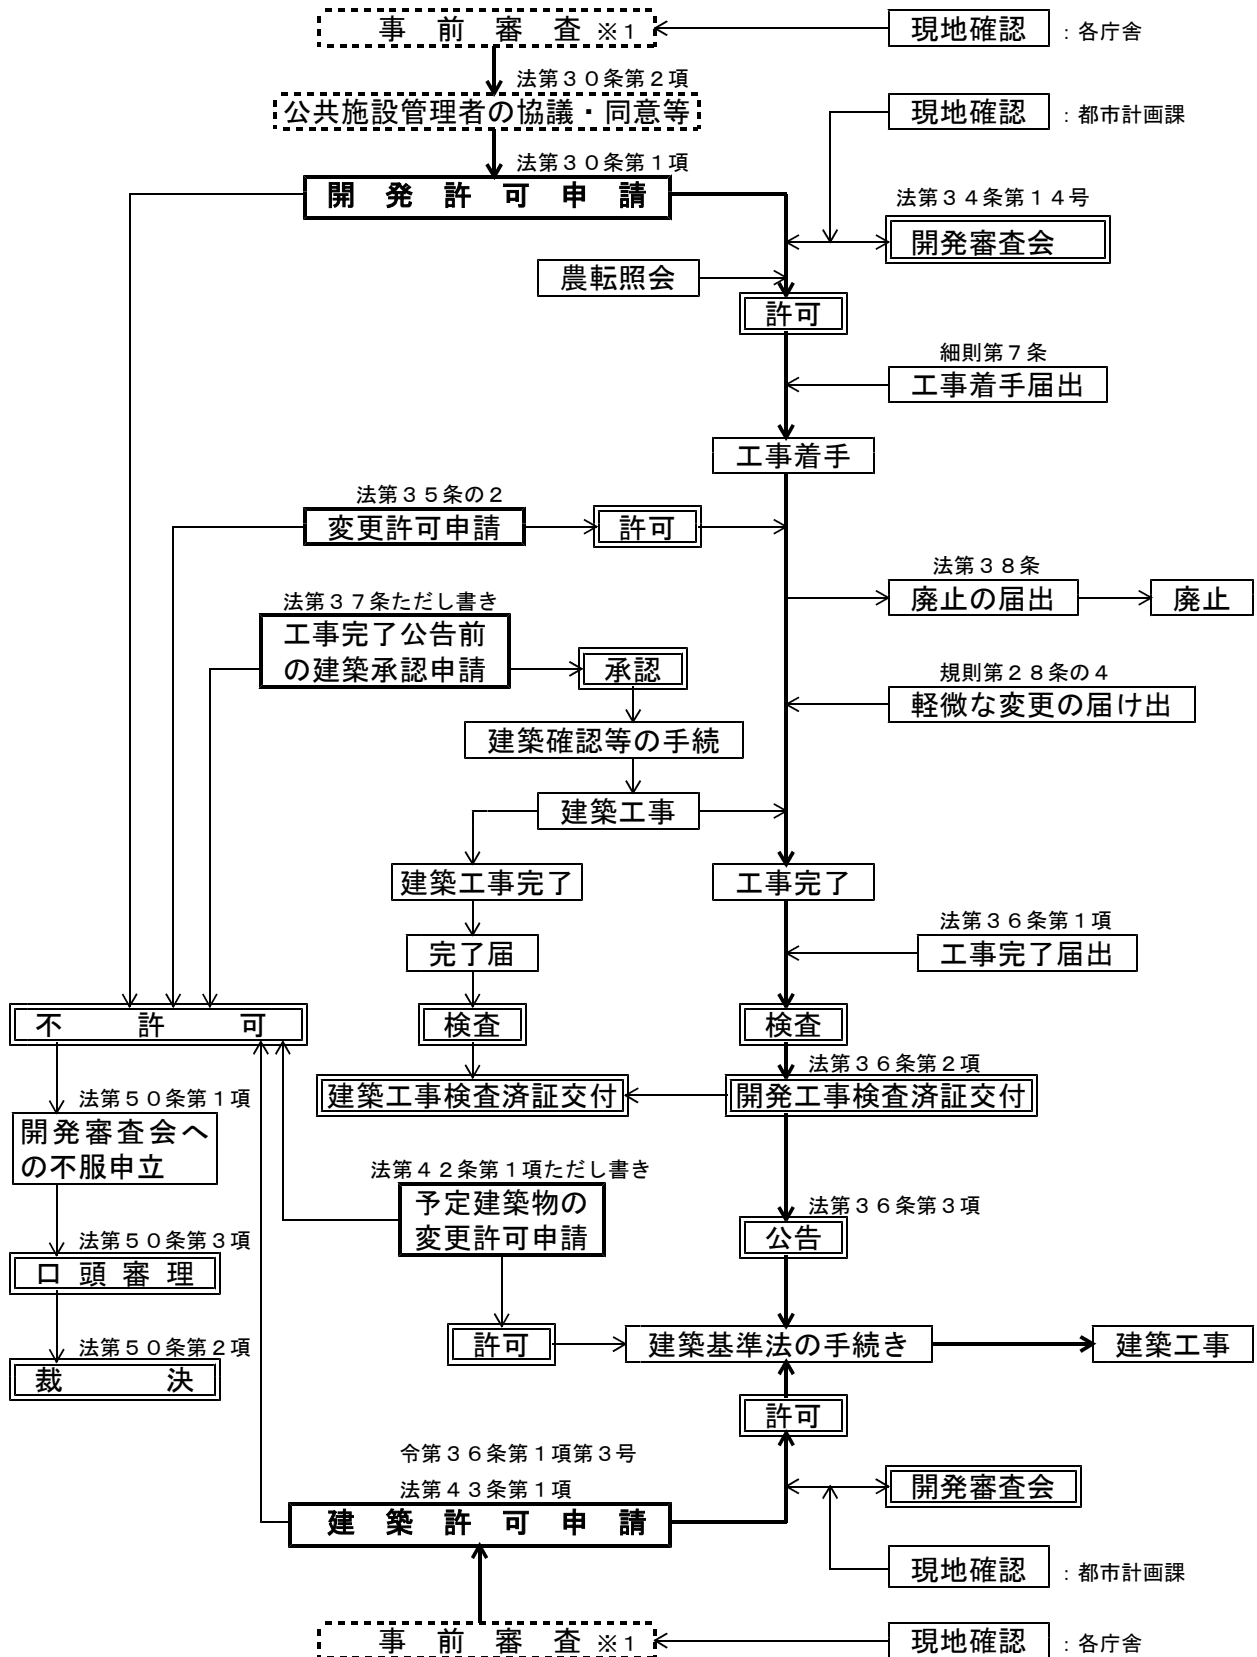 事　前　審　査 ※1
現地確認 ：各庁舎
法第３０条第２項
公共施設管理者の協議・同意等
現地確認 ：都市計画課
法第３０条第１項
開　発　許　可　申　請
法第３４条第１４号
開発審査会
農転照会
許可
細則第７条
工事着手届出
工事着手
法第３５条の２
変更許可申請
許可
法第３８条
廃止の届出
廃止
法第３７条ただし書き
工事完了公告前
の建築承認申請
承認
規則第２８条の４
軽微な変更の届け出
建築確認等の手続
建築工事
建築工事完了
工事完了
法第３６条第１項
完了届
工事完了届出
不　許　可
検査
検査
法第３６条第２項
建築工事検査済証交付
開発工事検査済証交付
法第５０条第１項
開発審査会へ
の不服申立
法第４２条第１項ただし書き
予定建築物の
変更許可申請
法第３６条第３項
公告
法第５０条第３項
口 頭 審 理
法第５０条第２項
裁　決
許可
建築基準法の手続き
建築工事
許可
令第３６条第１項第３号
法第４３条第１項
開発審査会
建　築　許　可　申　請
現地確認 ：都市計画課
事　前　審　査 ※1
現地確認 ：各庁舎